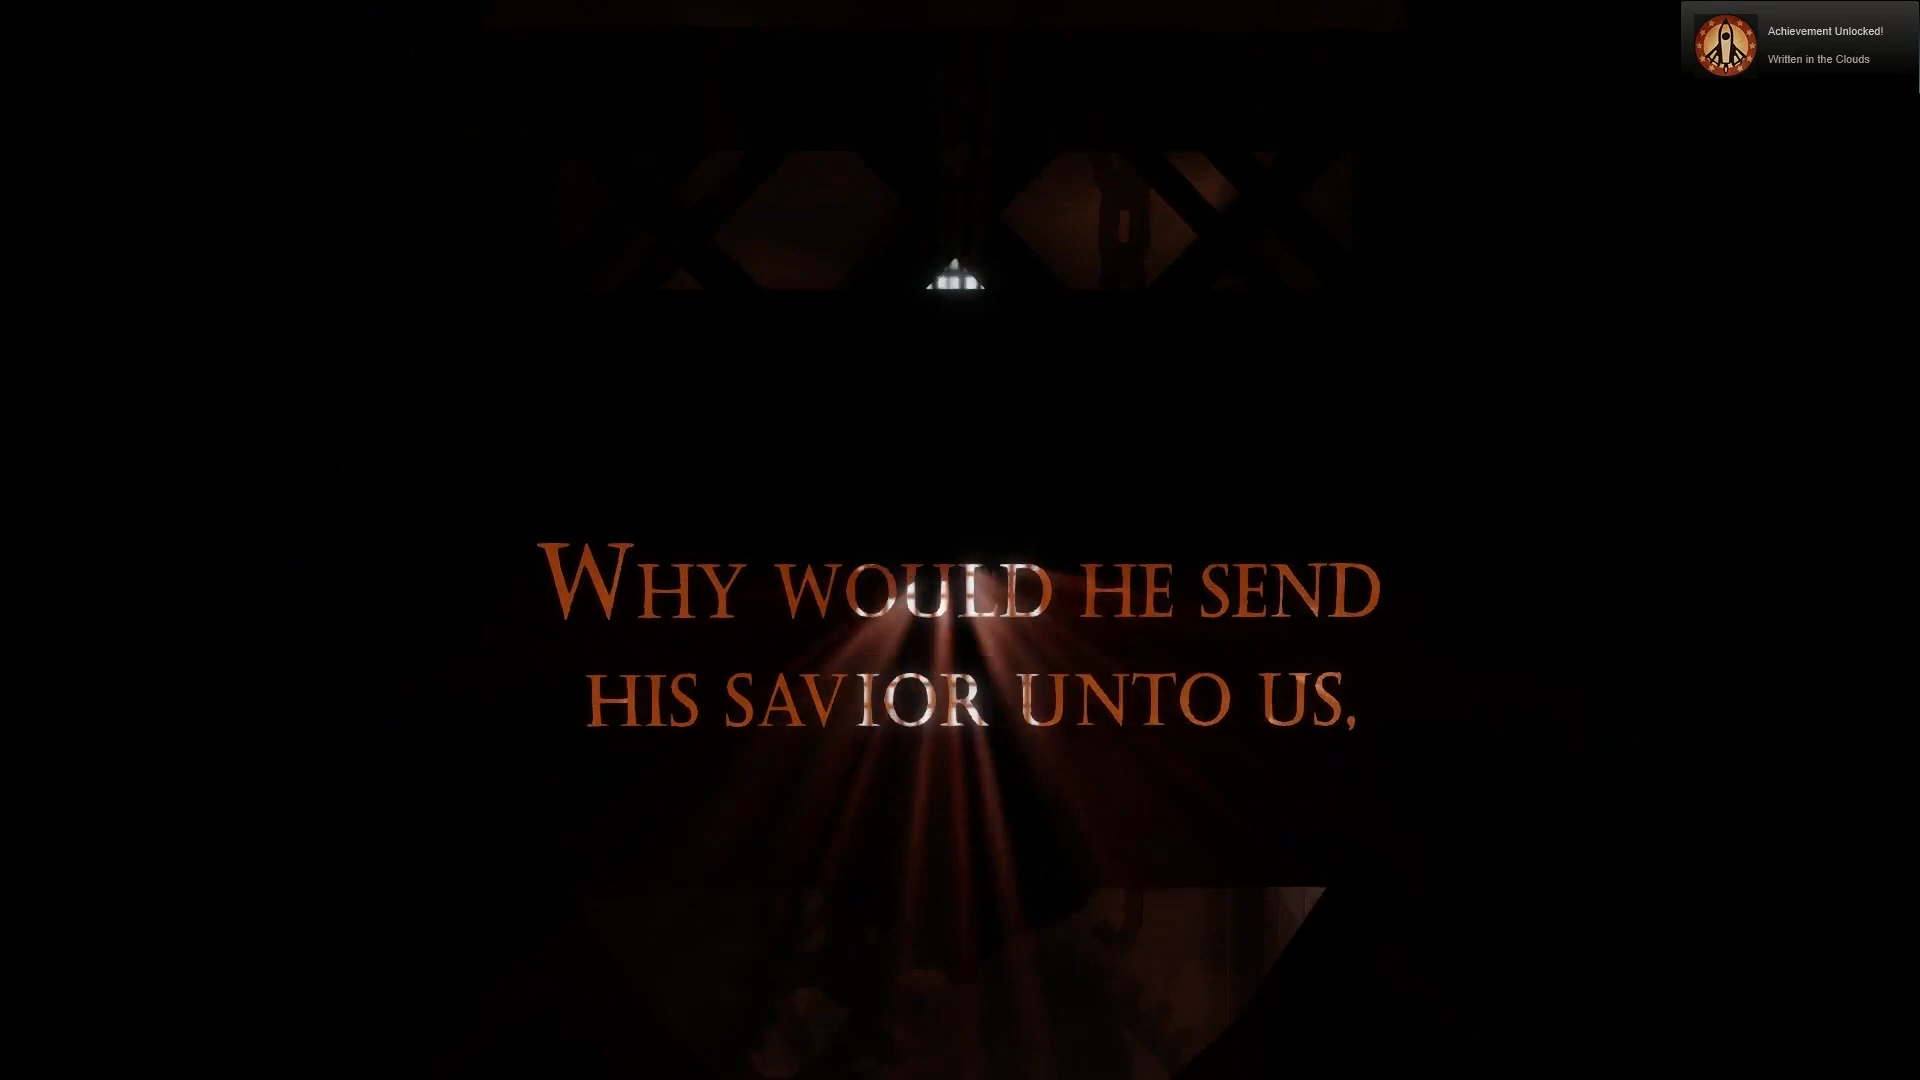 Achievement Unlocked!
Written in the Clouds
WHY WOULD HE SEND
HIS SAVIOR UNTO US,